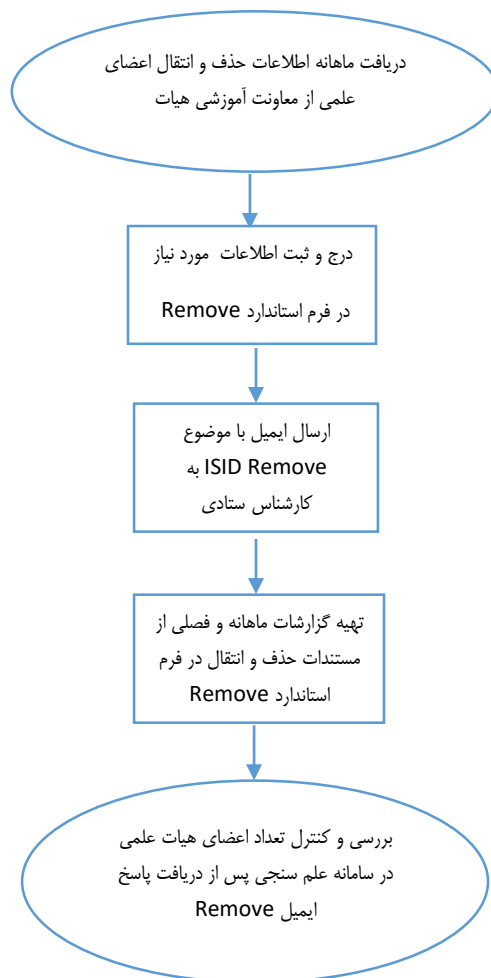 دریافت ماهانه اطلاعات حذف و انتقال اعضای
علمی از معاونت آموزشی هیات
درج و ثبت اطلاعات مورد نیاز
در فرم استاندارد Remove
ارسال ایمیل با موضوع
ISID Remove به
کارشناس ستادی
تهیه گزارشات ماهانه و فصلی از
مستندات حذف و انتقال در فرم
استاندارد Remove
بررسی و کنترل تعداد اعضای هیات علمی
در سامانه علم سنجی پس از دریافت پاسخ
ایمیل Remove